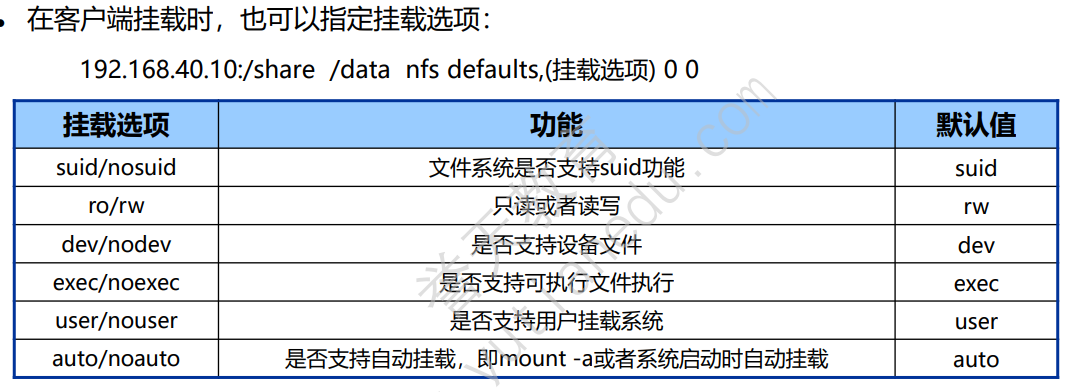 • 在客户端挂载时，也可以指定挂载选项：
192.168.40.10:/share /data nfs defaults,(挂载选项) 0 0
挂载选项 功能 默认值
suid/nosuid 文件系统是否支持suid功能 suid
ro/rw 只读或者读写 rw
dev/nodev 是否支持设备文件 dev
exec/noexec 是否支持可执行文件执行 exec
user/nouser 是否支持用户挂载系统 user
auto/noauto 是否支持自动挂载，即mount -a或者系统启动时自动挂载 auto
誉天教育
yutianedu.com